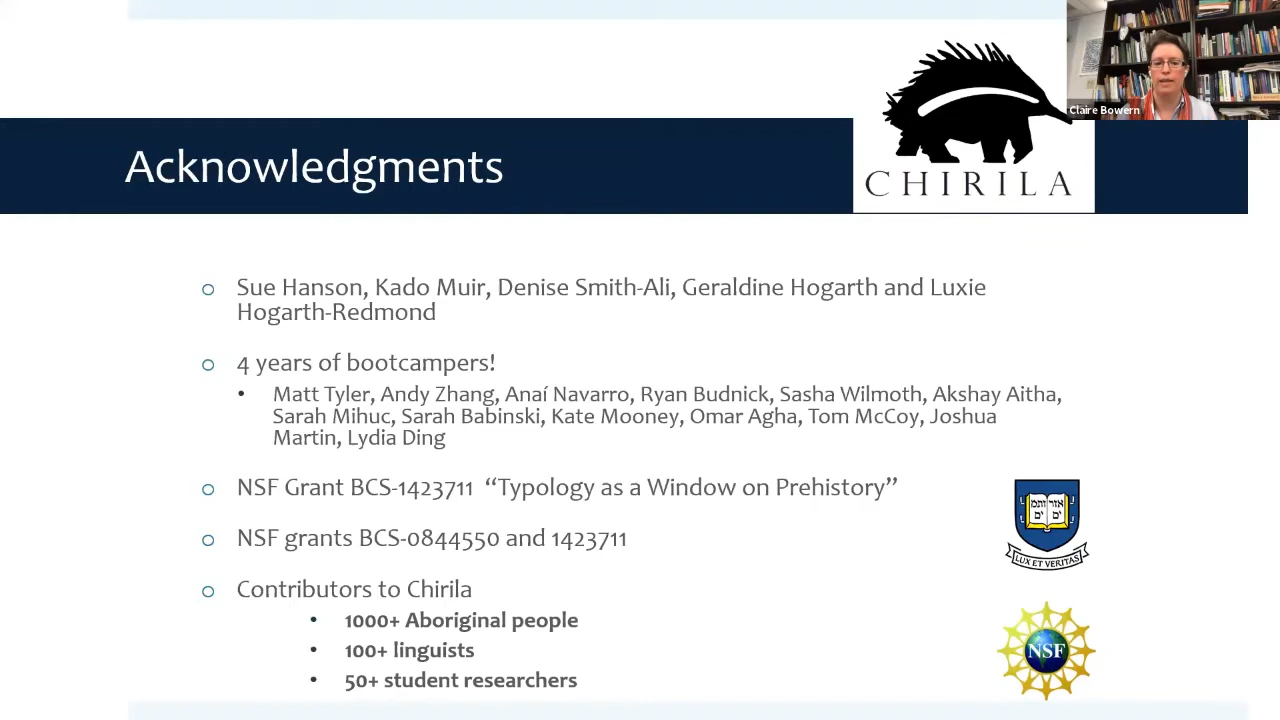 Claire Bowern
Acknowledgments
CHIRILA
o Sue Hanson, Kado Muir, Denise Smith-Ali, Geraldine Hogarth and Luxie
Hogarth-Redmond
o 4 years of bootcampers!
• Matt Tyler, Andy Zhang, Anaí Navarro, Ryan Budnick, Sasha Wilmoth, Akshay Aitha,
Sarah Mihuc, Sarah Babinski, Kate Mooney, Omar Agha, Tom McCoy, Joshua
Martin, Lydia Ding
o NSF Grant BCS-1423711 “Typology as a Window on Prehistory”
o NSF grants BCS-0844550 and 1423711
o Contributors to Chirila
• 1000+ Aboriginal people
• 100+ linguists
• 50+ student researchers
LUX ET VERITAS
NSF